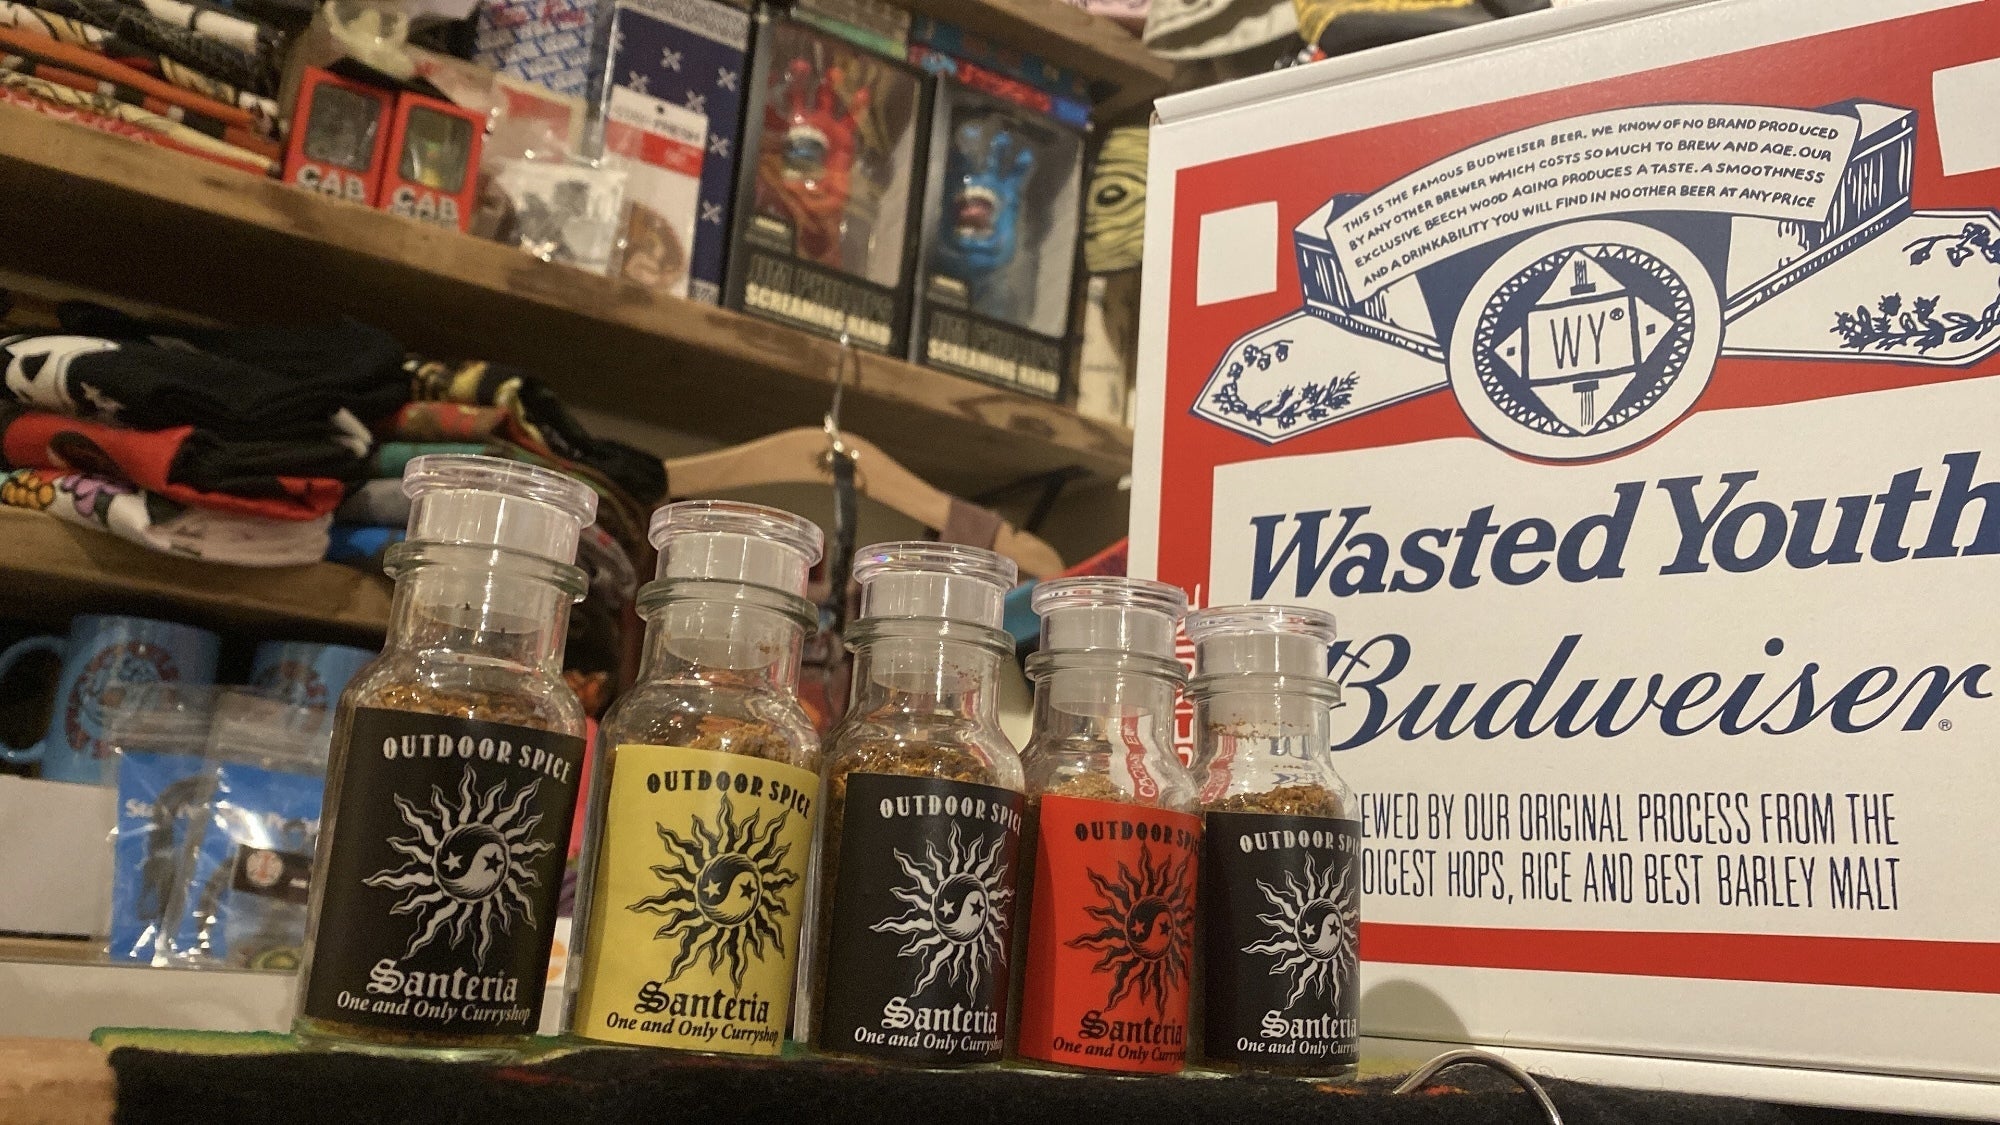 CAB
CAB
SCREAMING HAND
SCREAMING HAND
THIS IS THE FAMOUS BUDWEISER BEER. WE KNOW OF NO BRAND PRODUCED
BY ANY OTHER BREWER WHICH COSTS SO MUCH TO BREW AND AGE. OUR
EXCLUSIVE BEECH WOOD AGING PRODUCES A TASTE. A SMOOTHNESS
AND A DRINKABILITY YOU WILL FIND IN NO OTHER BEER AT ANY PRICE
WY®
Wasted Youth
Budweiser®
EWED BY OUR ORIGINAL PROCESS FROM THE
OICEST HOPS, RICE AND BEST BARLEY MALT
OUTDOOR SPICE
Santeria
One and Only Curryshop
OUTDOOR SPICE
Santeria
One and Only Curryshop
OUTDOOR SPICE
Santeria
One and Only Currysh
OUTDOOR SPIC
Santeria
One and Only Currys
OUTDOOR SPI
Santeria
One and Only Curry